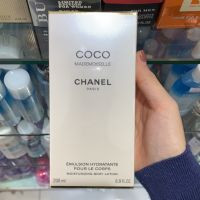 COCO
MADEMOISELLE
CHANEL
PARIS
ÉMULSION HYDRATANTE
POUR LE CORPS
MOISTURIZING BODY LOTION
200 ml
6.8 FL.OZ.